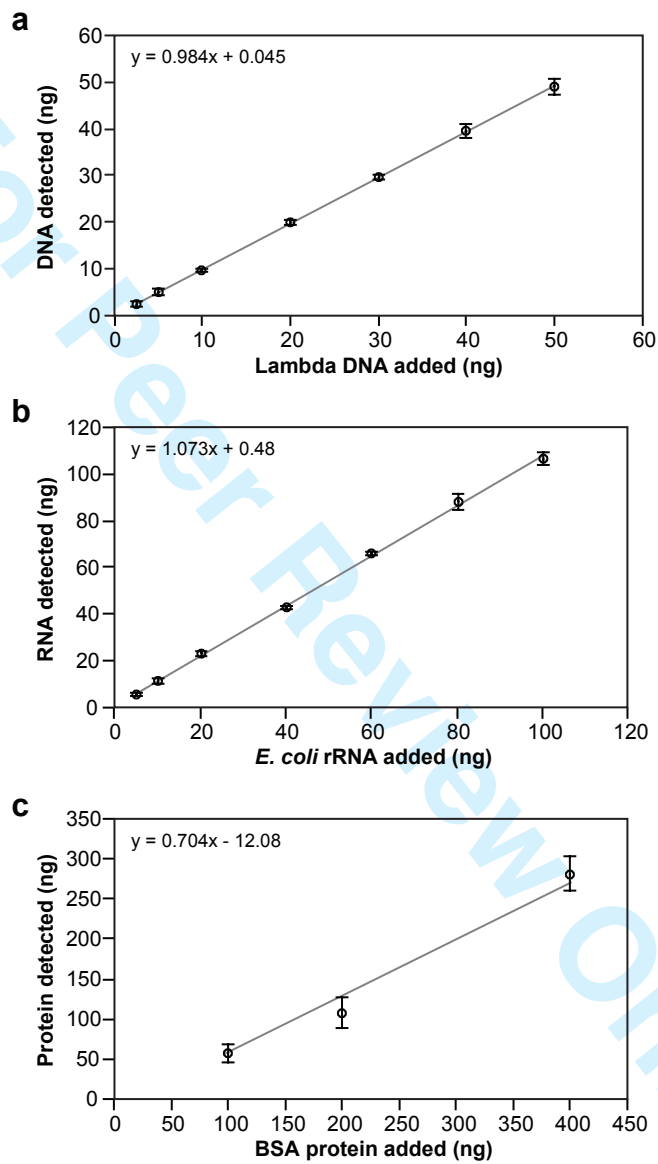 a
y = 0.984x + 0.045
DNA detected (ng)
60
50
40
30
20
10
0
0 10 20 30 40 50 60
Lambda DNA added (ng)
b
y = 1.073x + 0.48
RNA detected (ng)
120
100
80
60
40
20
0
0 20 40 60 80 100 120
E. coli rRNA added (ng)
c
y = 0.704x - 12.08
Protein detected (ng)
350
300
250
200
150
100
50
0
0 50 100 150 200 250 300 350 400 450
BSA protein added (ng)
For Peer Review On